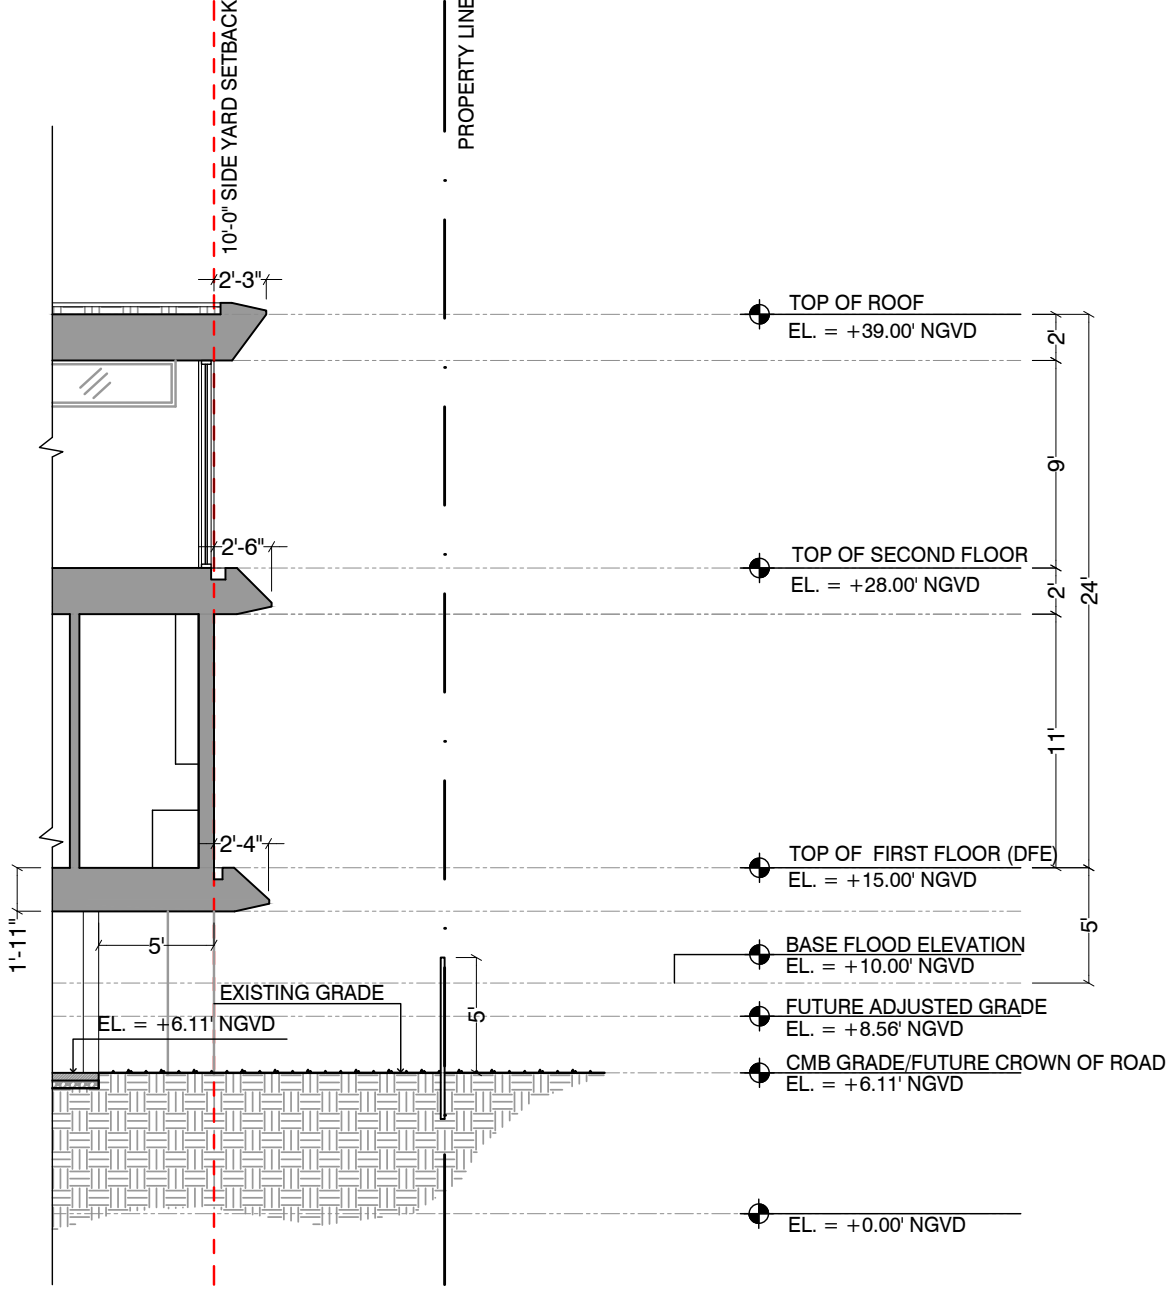 10'-0" SIDE YARD SETBACK
PROPERTY LINE
2'-3"
TOP OF ROOF
EL. = +39.00' NGVD
2'
9'
2'-6"
TOP OF SECOND FLOOR
EL. = +28.00' NGVD
2'
24'
11'
2'-4"
TOP OF FIRST FLOOR (DFE)
EL. = +15.00' NGVD
1'-11"
5'
5'
BASE FLOOD ELEVATION
EL. = +10.00' NGVD
EXISTING GRADE
5'
FUTURE ADJUSTED GRADE
EL. = +8.56' NGVD
EL. = +6.11' NGVD
CMB GRADE/FUTURE CROWN OF ROAD
EL. = +6.11' NGVD
EL. = +0.00' NGVD